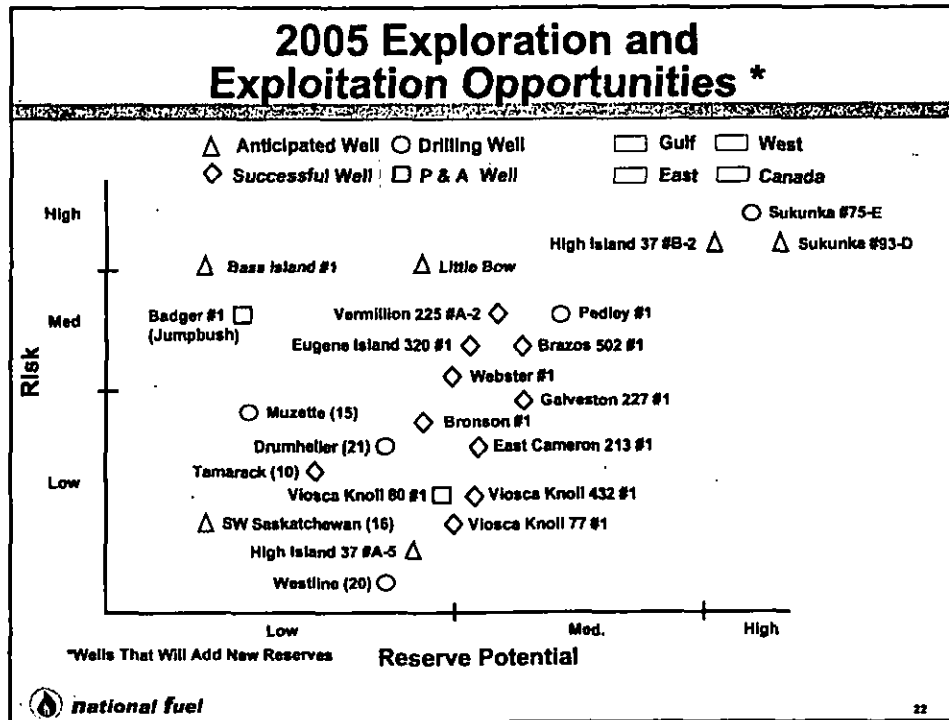 2005 Exploration and
Exploitation Opportunities *
Anticipated Well Drilling Well Gulf West
Successful Well P & A Well East Canada
High
Sukunka #75-E
High Island 37 #B-2 Sukunka #93-D
Bass Island #1 Little Bow
Med
Badger #1 Vermillion 225 #A-2 Pedley #1
(Jumpbush)
Eugene Island 320 #1 Brazos 502 #1
Risk
Webster #1
Galveston 227 #1
Muzette (15) Bronson #1
Drumheller (21) East Cameron 213 #1
Tamarack (10)
Low
Viosca Knoll 80 #1 Viosca Knoll 432 #1
SW Saskatchewan (16) Viosca Knoll 77 #1
High Island 37 #A-5
Westline (20)
Low Med. High
*Wells That Will Add New Reserves Reserve Potential
national fuel 22